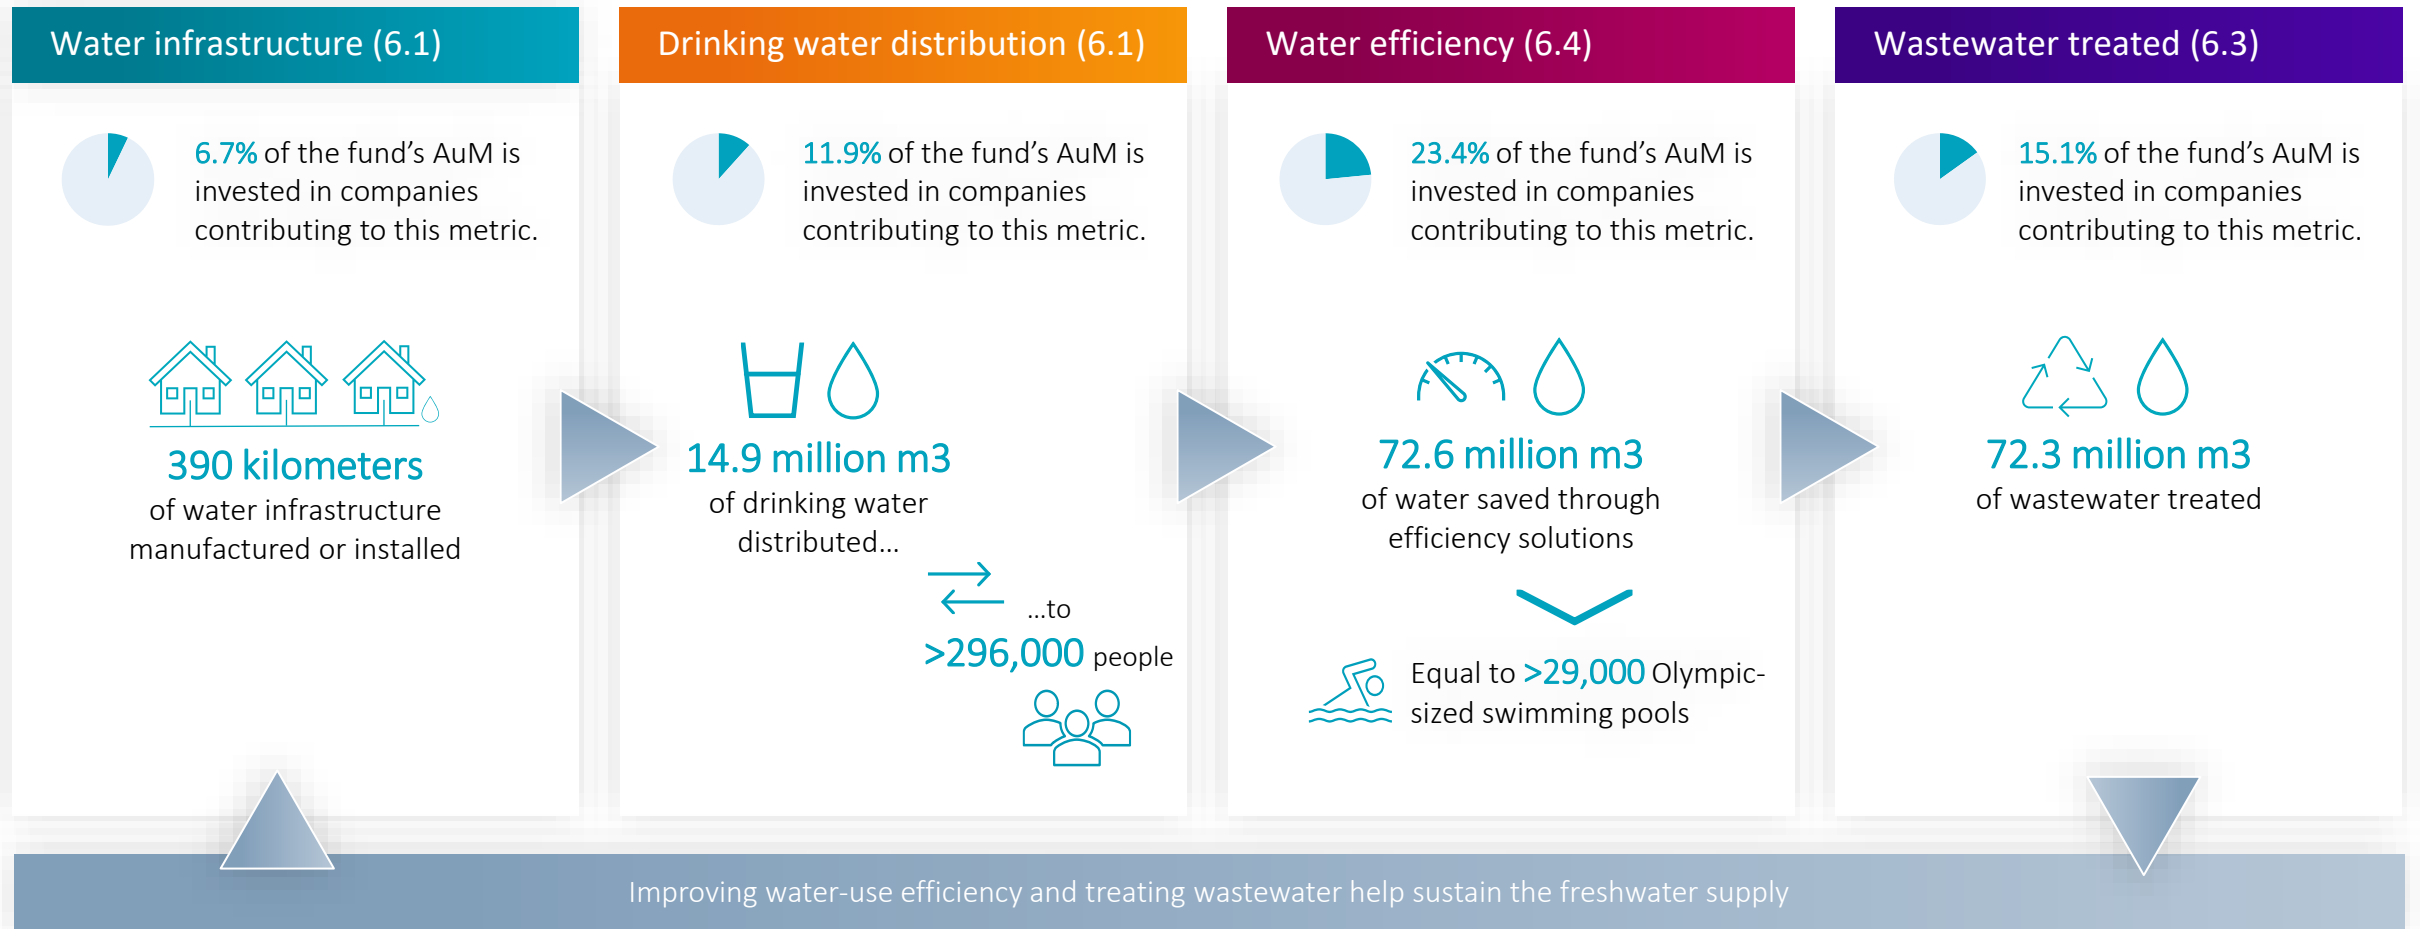 Water infrastructure (6.1)
6.7% of the fund's AuM is
invested in companies
contributing to this metric.
390 kilometers
of water infrastructure
manufactured or installed
Drinking water distribution (6.1)
11.9% of the fund's AuM is
invested in companies
contributing to this metric.
14.9 million m3
of drinking water
distributed...
...to
>296,000 people
Water efficiency (6.4)
23.4% of the fund's AuM is
invested in companies
contributing to this metric.
72.6 million m3
of water saved through
efficiency solutions
Equal to >29,000 Olympic-
sized swimming pools
Wastewater treated (6.3)
15.1% of the fund's AuM is
invested in companies
contributing to this metric.
72.3 million m3
of wastewater treated
Improving water-use efficiency and treating wastewater help sustain the freshwater supply